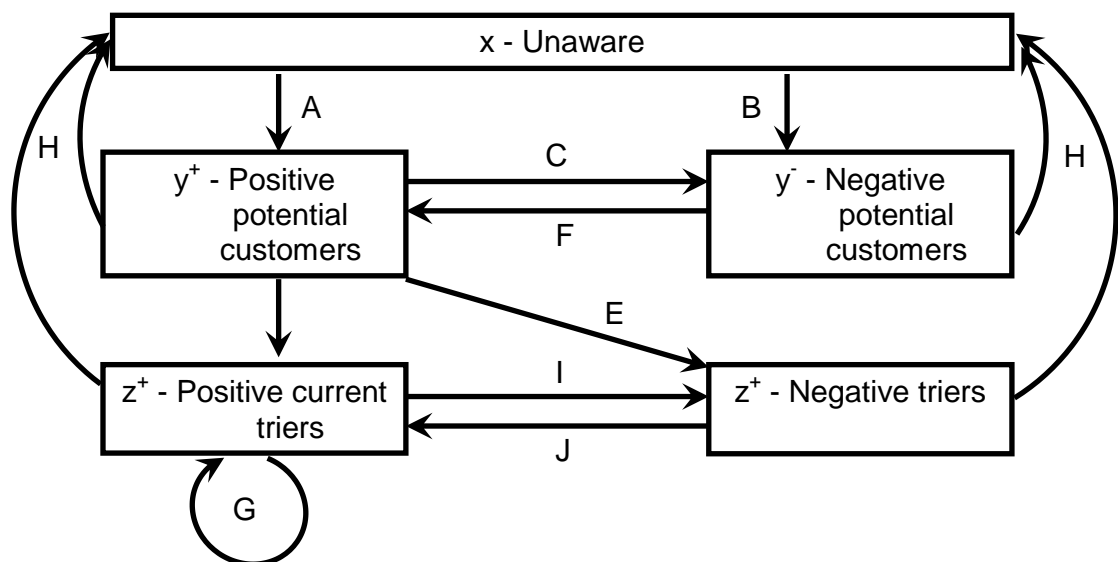 x - Unaware
A
B
H
C
H
y⁺ - Positive
potential
customers
y⁻ - Negative
potential
customers
F
E
z⁺ - Positive current
triers
I
z⁺ - Negative triers
J
G